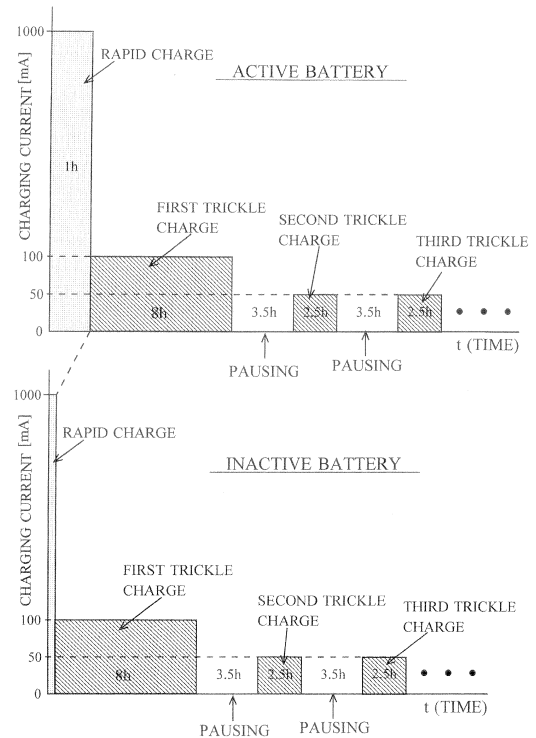 1000
RAPID CHARGE
ACTIVE BATTERY
CHARGING CURRENT [mA]
1h
FIRST TRICKLE
CHARGE
SECOND TRICKLE
CHARGE
THIRD TRICKLE
CHARGE
100
50
8h
3.5h
2.5h
3.5h
2.5h
0
t (TIME)
PAUSING
PAUSING
1000
RAPID CHARGE
INACTIVE BATTERY
CHARGING CURRENT [mA]
FIRST TRICKLE
CHARGE
SECOND TRICKLE
CHARGE
THIRD TRICKLE
CHARGE
100
50
8h
3.5h
2.5h
3.5h
2.5h
0
t (TIME)
PAUSING
PAUSING